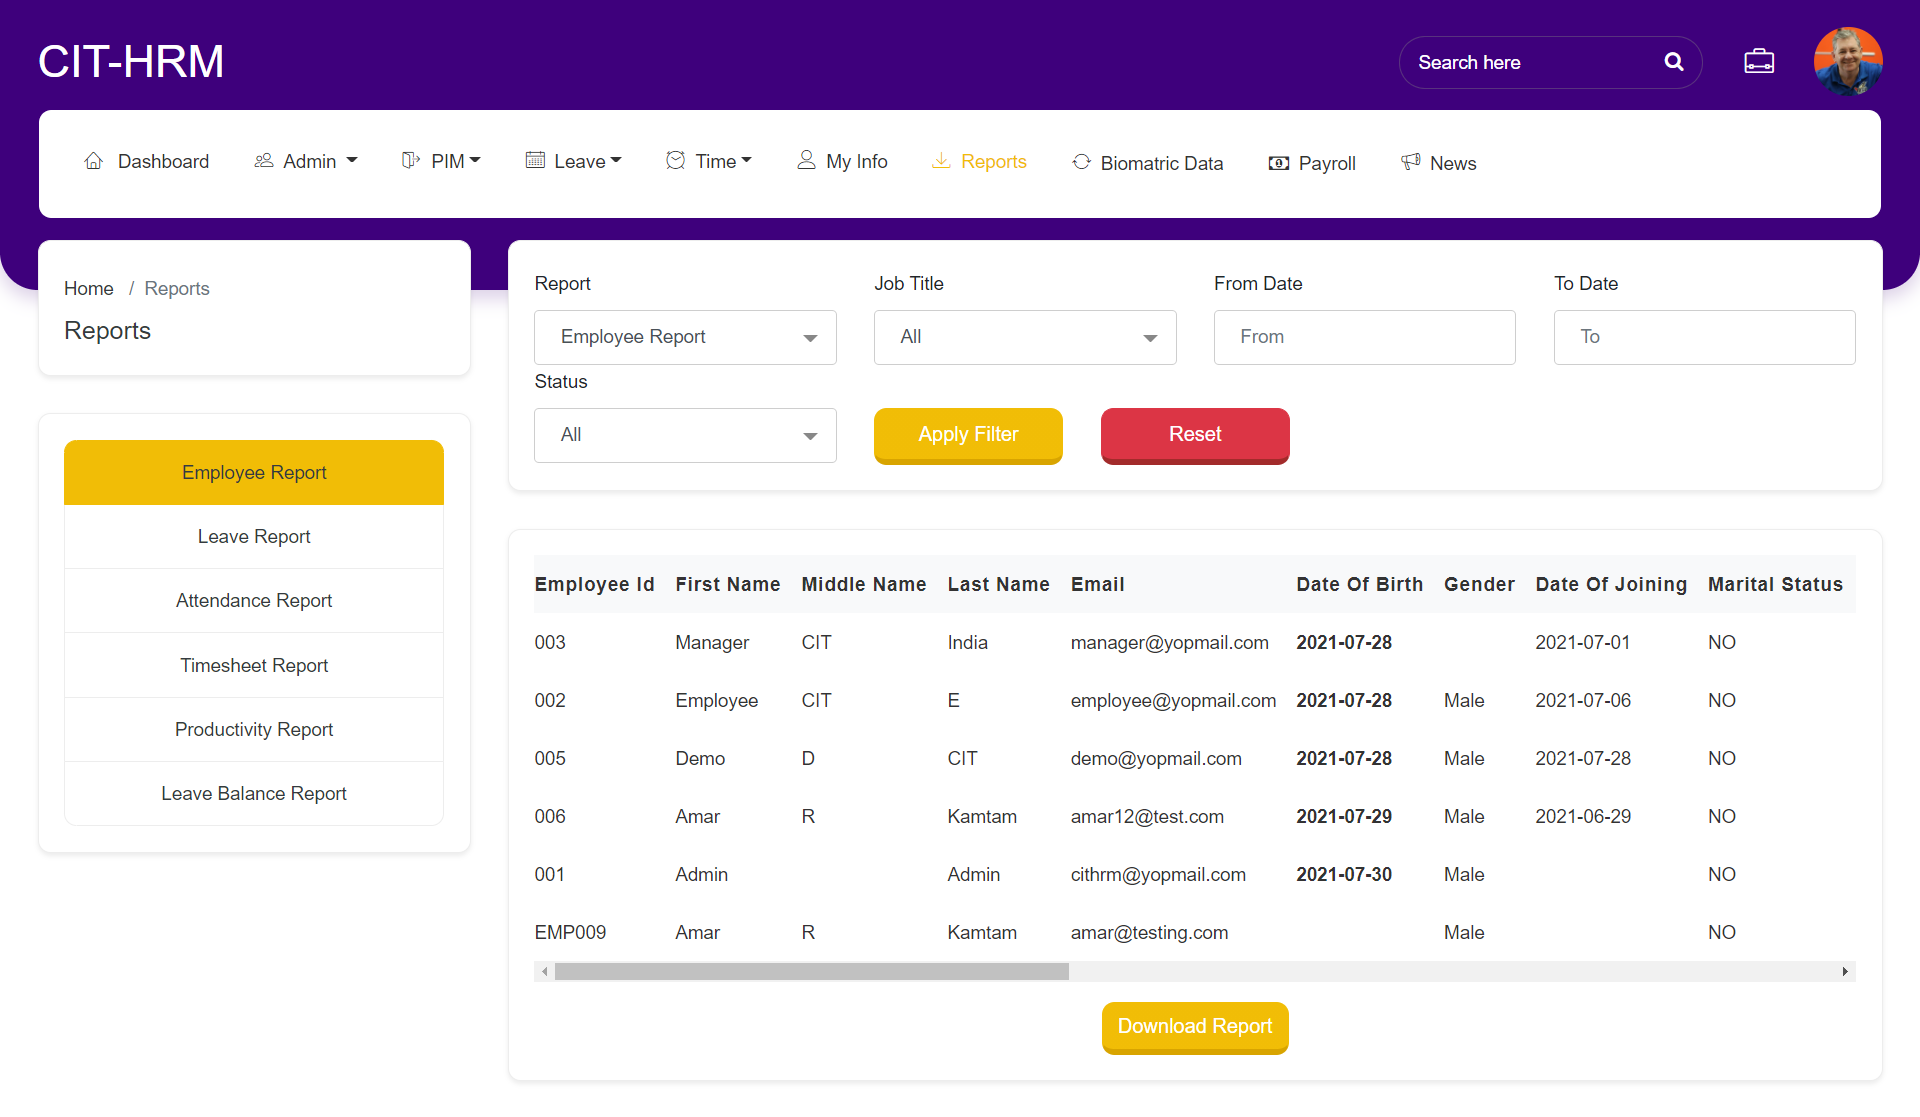 CIT-HRM
Search here
Dashboard Admin PIM Leave Time My Info Reports Biomatric Data Payroll News
Home / Reports
Reports
Report Job Title From Date To Date
Employee Report All From To
Status
All Apply Filter Reset
Employee Report
Leave Report
Attendance Report
Timesheet Report
Productivity Report
Leave Balance Report
Employee Id First Name Middle Name Last Name Email Date Of Birth Gender Date Of Joining Marital Status
003 Manager CIT India manager@yopmail.com 2021-07-28 2021-07-01 NO
002 Employee CIT E employee@yopmail.com 2021-07-28 Male 2021-07-06 NO
005 Demo D CIT demo@yopmail.com 2021-07-28 Male 2021-07-28 NO
006 Amar R Kamtam amar12@test.com 2021-07-29 Male 2021-06-29 NO
001 Admin Admin cithrm@yopmail.com 2021-07-30 Male NO
EMP009 Amar R Kamtam amar@testing.com Male NO
Download Report